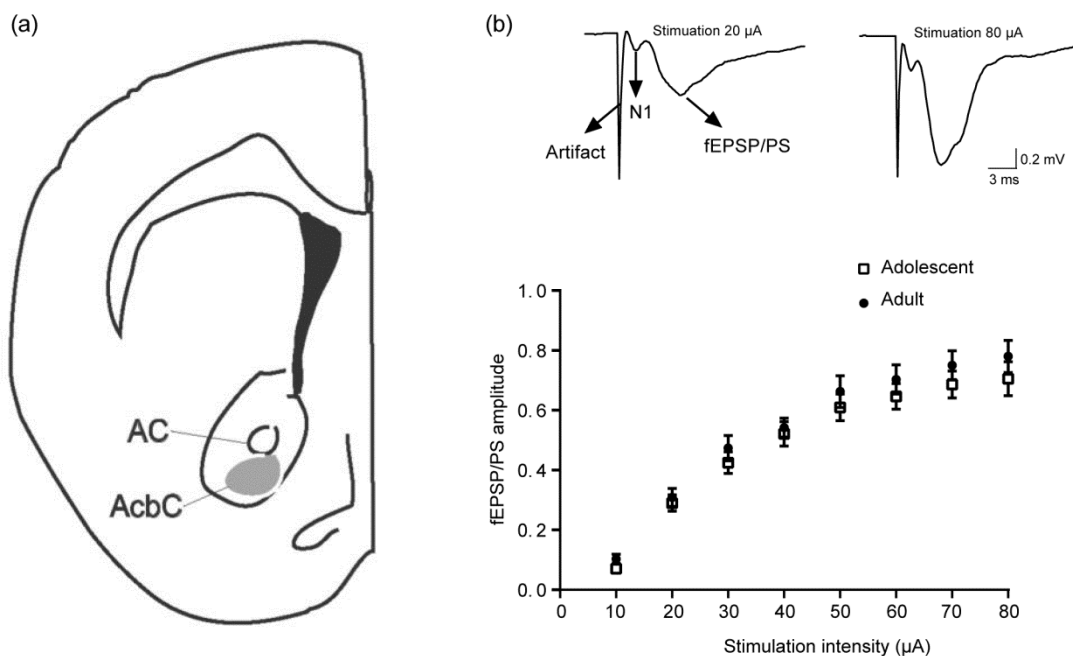 (a)
AC
AcbC
(b)
Stimuation 20 µA
N1
Artifact
fEPSP/PS
Stimuation 80 µA
0.2 mV
3 ms
Adolescent
Adult
fEPSP/PS amplitude
1.0
0.8
0.6
0.4
0.2
0.0
0 10 20 30 40 50 60 70 80
Stimulation intensity (µA)